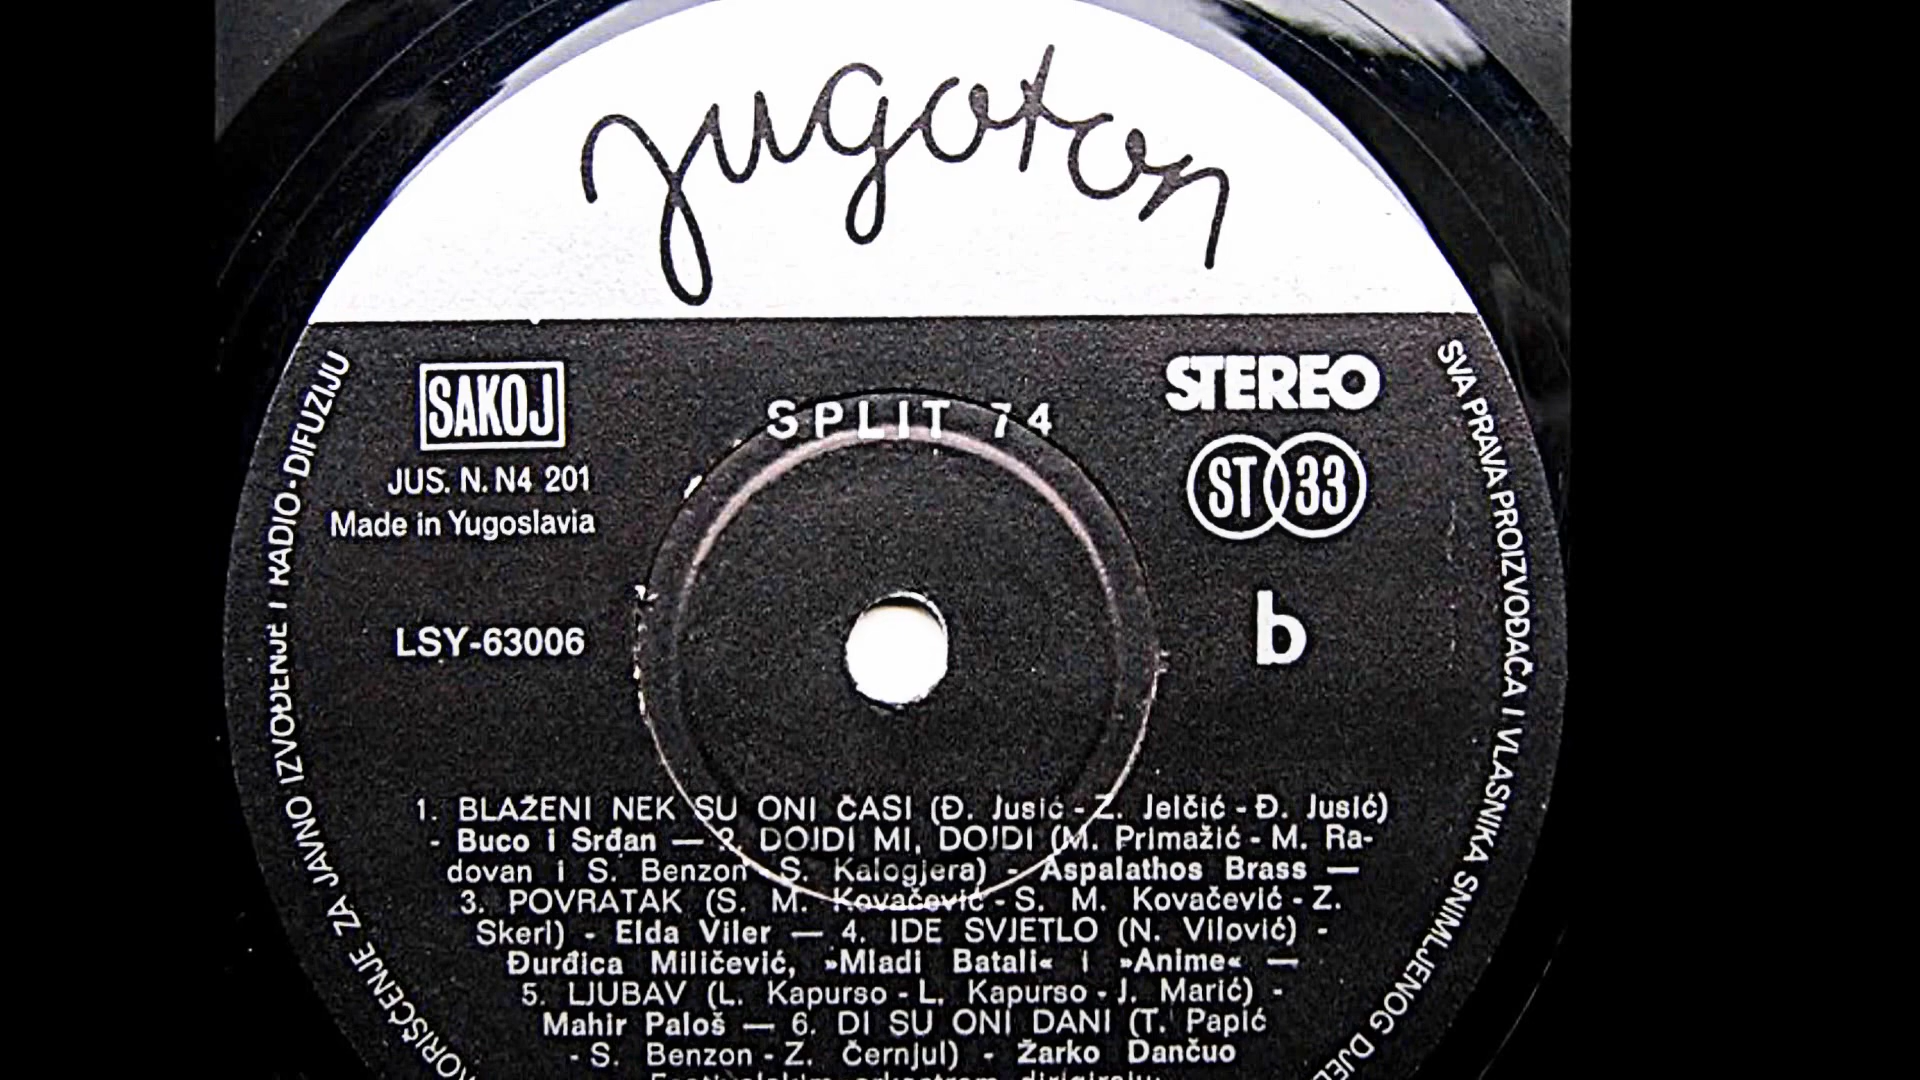 jugoton
SAKOJ
JUS. N. N4 201
Made in Yugoslavia
SPLIT 74
STEREO
ST 33
LSY-63006
b
1. BLAŽENI NEK SU ONI ČASI (Đ. Jusić - Z. Jelčić - Đ. Jusić)
- Buco i Srđan — 2. DOJDI MI, DOJDI (M. Primažić - M. Ra-
dovan i S. Benzon - S. Kalogjera) - Aspalathos Brass —
3. POVRATAK (S. M. Kovačević - S. M. Kovačević - Z.
Skerl) - Elda Viler — 4. IDE SVJETLO (N. Vilović) -
Đurđica Miličević, »Mladi Batali« i »Anime« —
5. LJUBAV (L. Kapurso - L. Kapurso - J. Marić) -
Mahir Paloš — 6. DI SU ONI DANI (T. Papić
- S. Benzon - Z. Černjul) - Žarko Dančuo
Festivalskim orkestrom dirigiraju:
KORIŠĆENJE ZA JAVNO IZVOĐENJE I RADIO-DIFUZIJU
SVA PRAVA PROIZVOĐAČA I VLASNIKA SNIMLJENOG